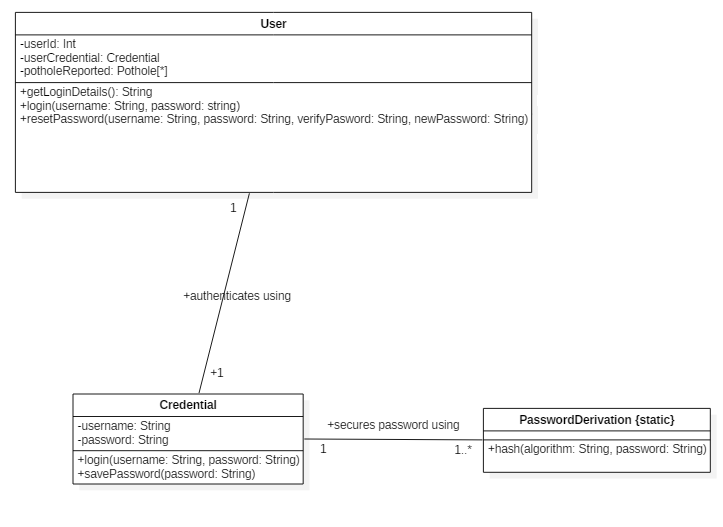 User
-userId: Int
-userCredential: Credential
-potholeReported: Pothole[*]
+getLoginDetails(): String
+login(username: String, password: string)
+resetPassword(username: String, password: String, verifyPasword: String, newPassword: String)
1
+authenticates using
+1
Credential
-username: String
-password: String
+login(username: String, password: String)
+savePassword(password: String)
+secures password using
1
1..*
PasswordDerivation {static}
+hash(algorithm: String, password: String)